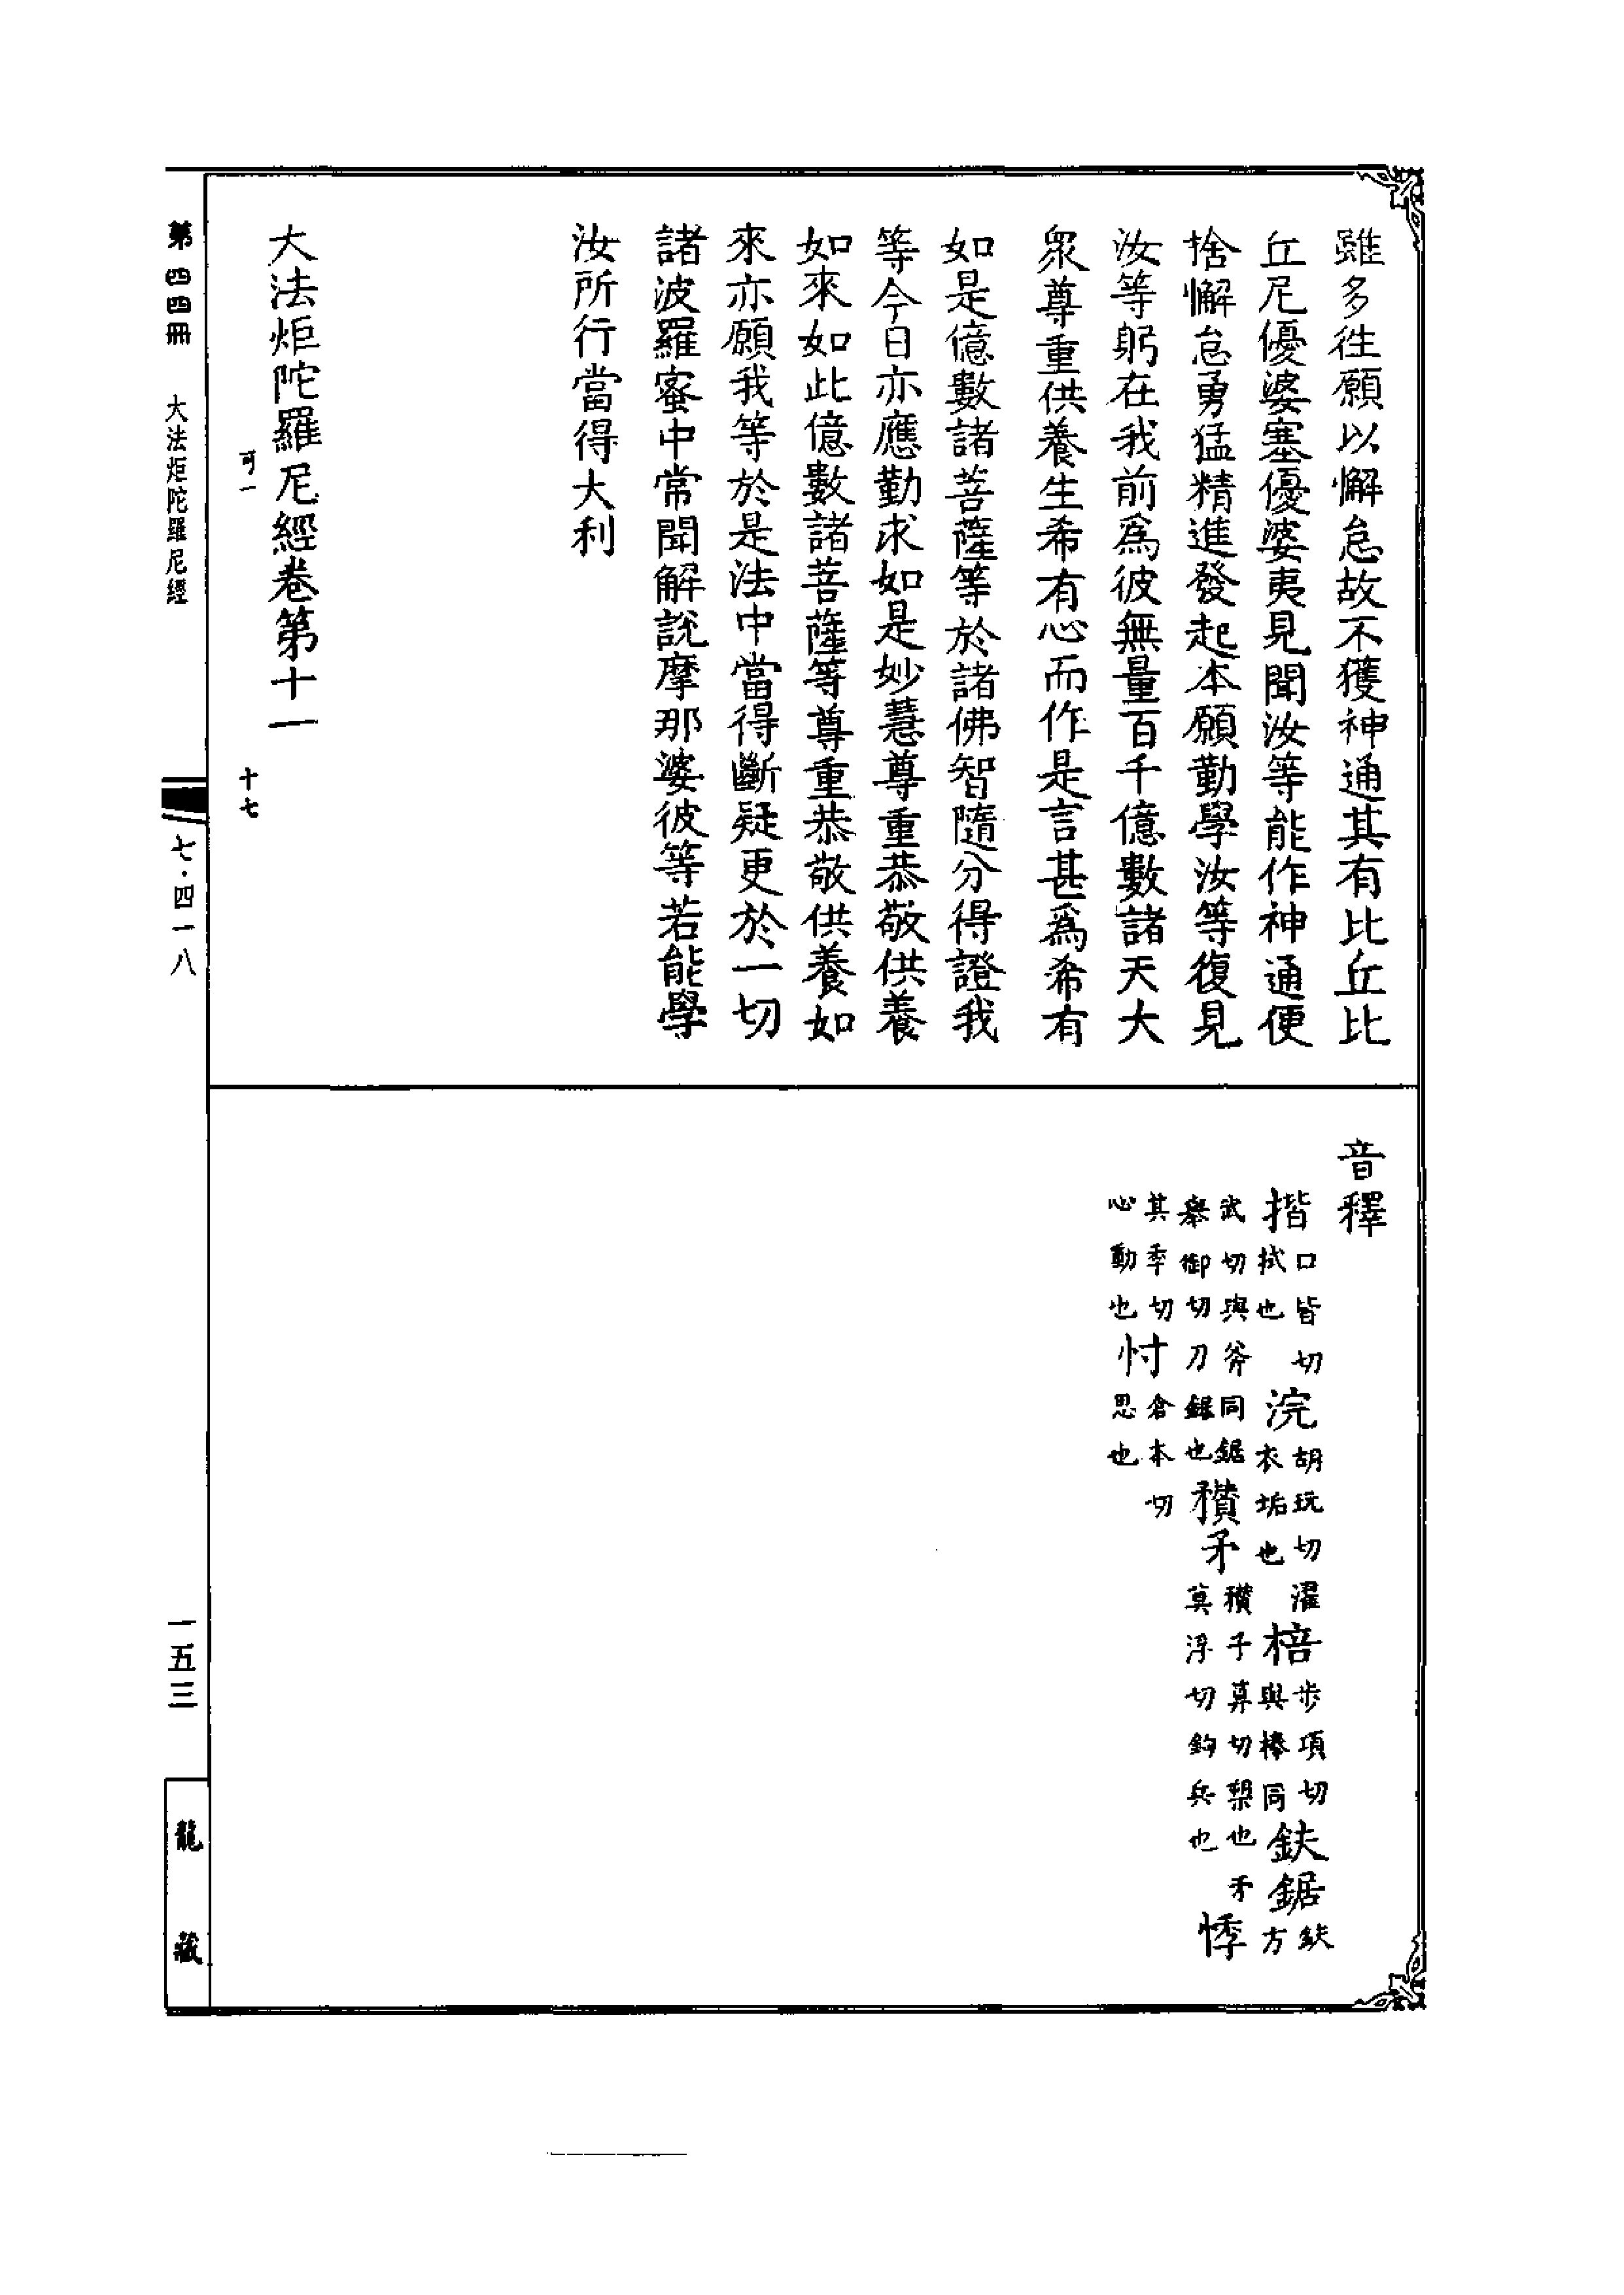 雖多徃願以懈怠故不獲神通其有比丘比
丘尼優婆塞優婆夷見聞汝等能作神通便
捨懈怠勇猛精進發起本願勤學汝等復見
汝等躬在我前爲彼無量百千億數諸天大
衆尊重供養生希有心而作是言甚爲希有
如是億數諸菩薩等於諸佛智隨分得證我
等今日亦應勤求如是妙慧尊重恭敬供養
如來如此億數諸菩薩等尊重恭敬供養如
來亦願我等於是法中當得斷疑更於一切
諸波羅蜜中常聞解說摩那婆彼等若能學
汝所行當得大利
大法炬陀羅尼經卷第十一
可一
十七
音釋
揩口皆切拭也
浣胡玩切濯衣垢也
棓步項切與棒同
鈇鋸鈇方武切與斧同鋸舉御切刀鋸也
穳矛穳子算切槊也矛莫浮切鉤兵也
悸其季切心動也
忖倉本切思也
第四四冊
大法炬陀羅尼經
七·四一八
一五三
龍藏